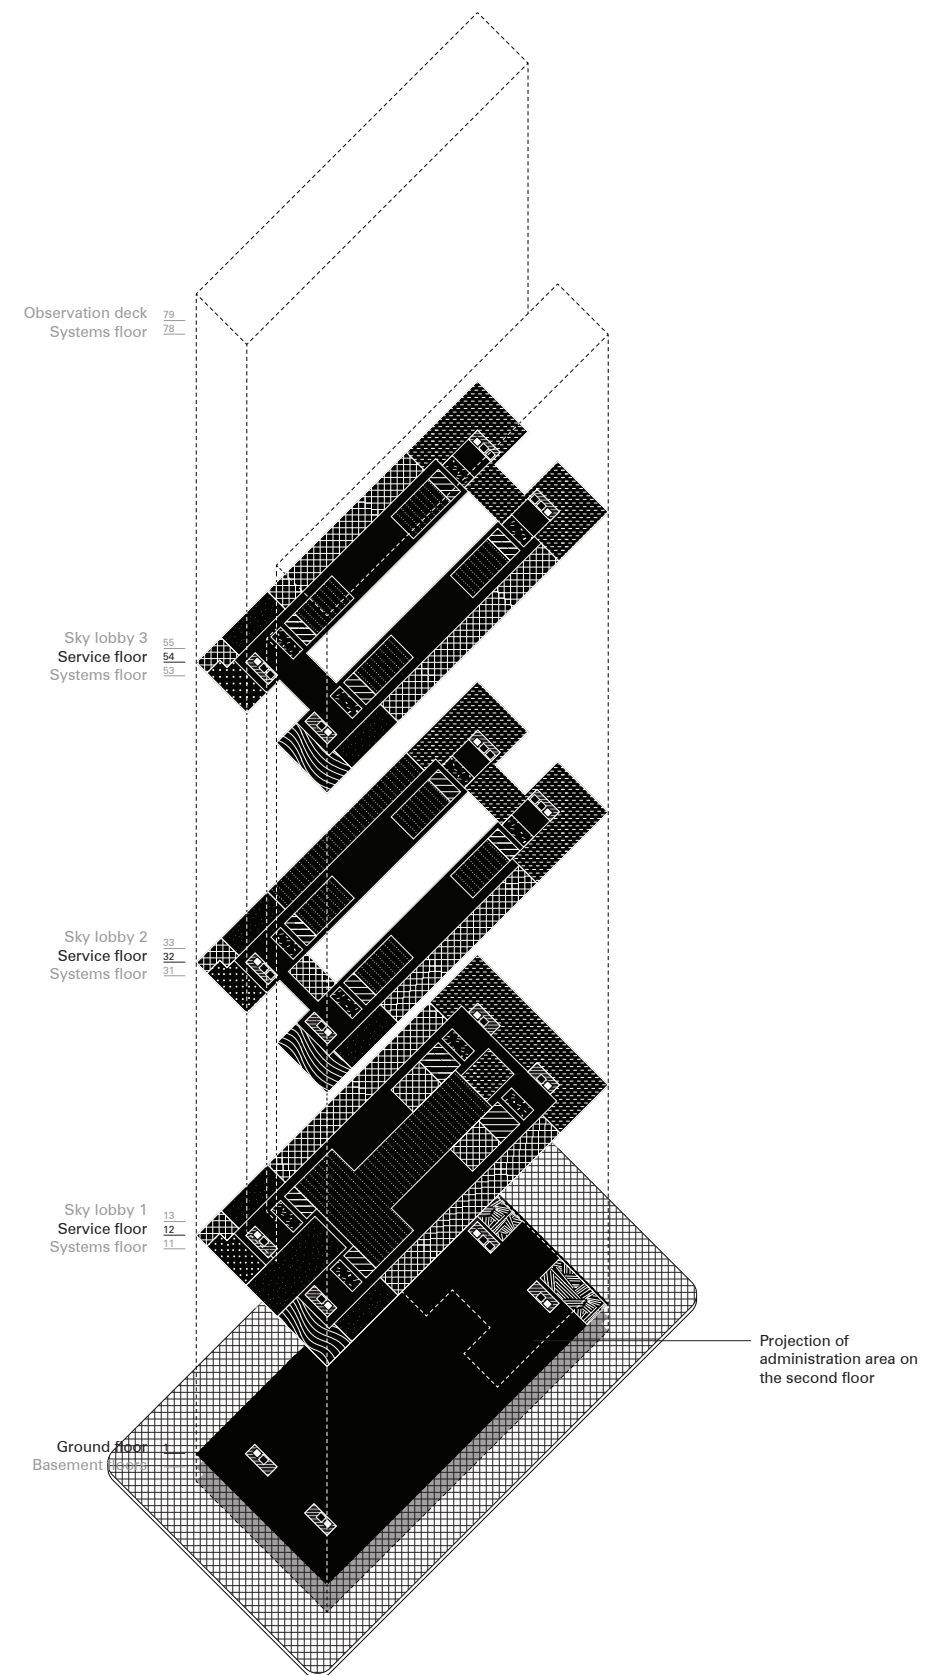 Observation deck 79
Systems floor 78
Sky lobby 3 55
Service floor 54
Systems floor 53
Sky lobby 2 33
Service floor 32
Systems floor 31
Sky lobby 1 13
Service floor 12
Systems floor 11
Projection of
administration area on
the second floor
Ground floor 1
Basement floors